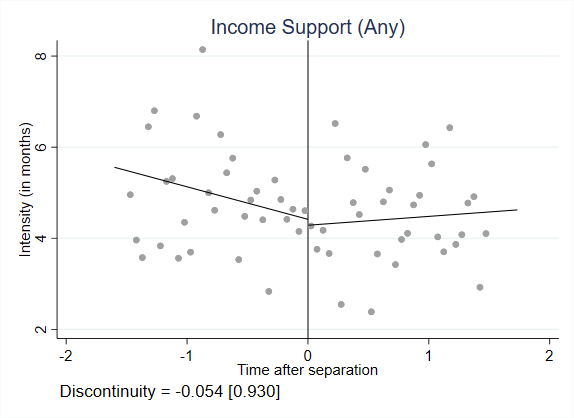 Income Support (Any)
Intensity (in months)
8
6
4
2
-2
-1
0
1
2
Time after separation
Discontinuity = -0.054 [0.930]